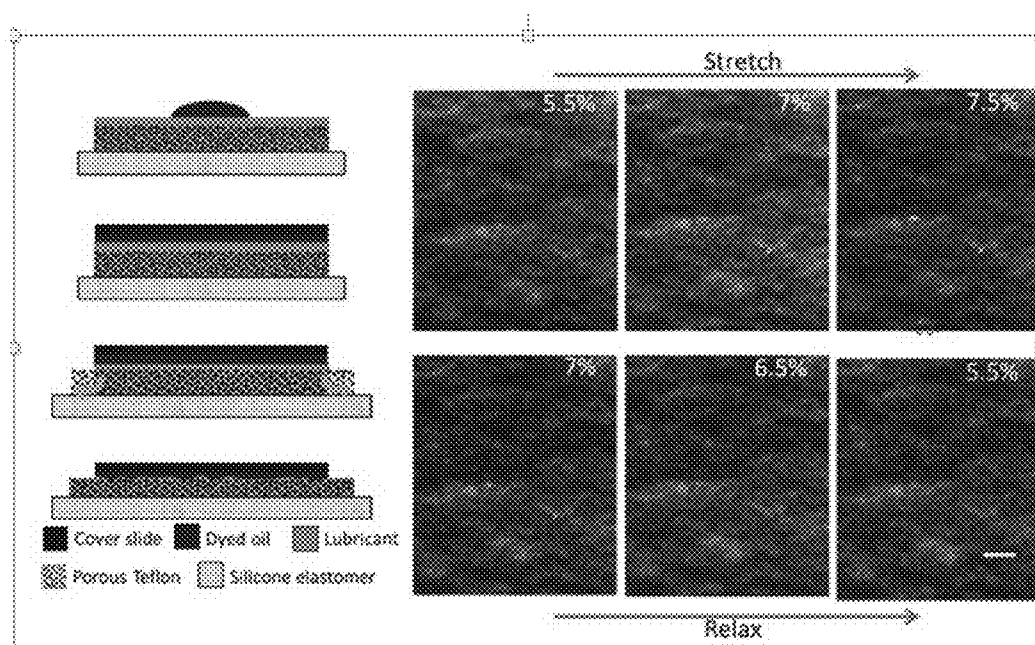 Stretch
5.5%
7%
7.5%
7%
6.5%
5.5%
Cover slide
Dyed oil
Lubricant
Porous Teflon
Silicone elastomer
Relax